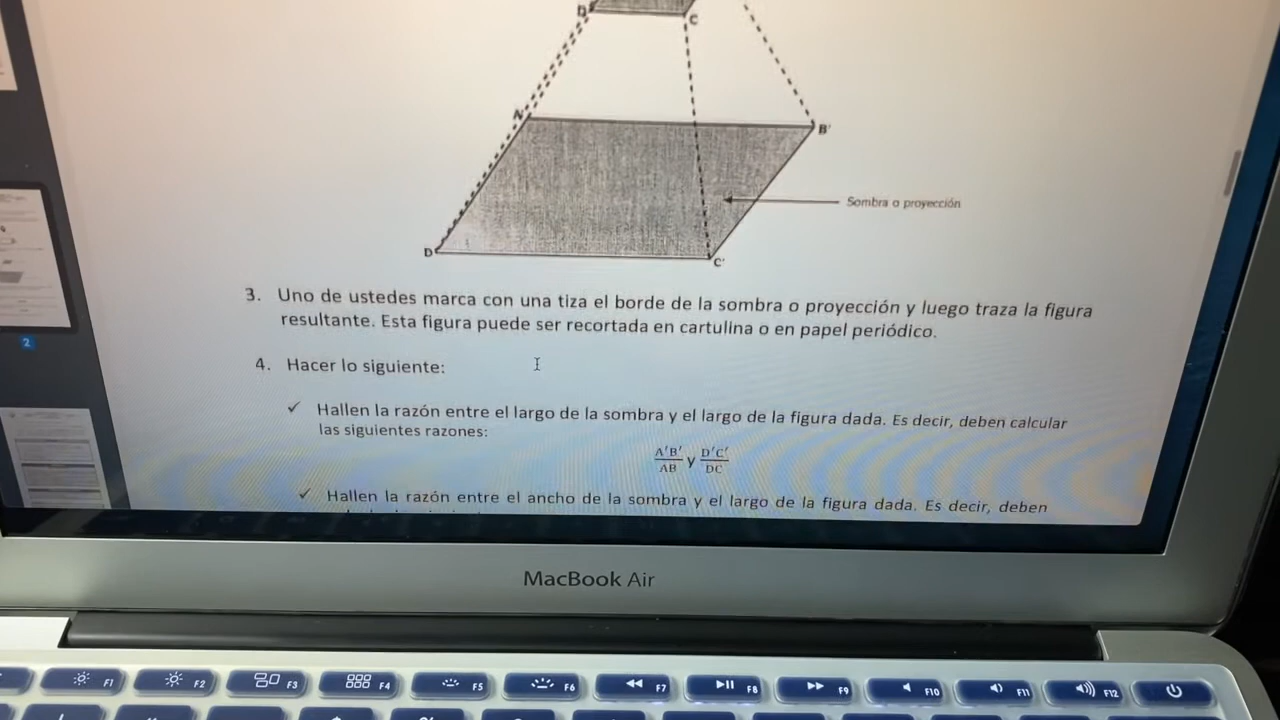 D
C
A'
B'
Sombra o proyección
D'
C'
3. Uno de ustedes marca con una tiza el borde de la sombra o proyección y luego traza la figura
resultante. Esta figura puede ser recortada en cartulina o en papel periódico.
4. Hacer lo siguiente:
✓ Hallen la razón entre el largo de la sombra y el largo de la figura dada. Es decir, deben calcular
las siguientes razones:
A'B'/AB y D'C'/DC
✓ Hallen la razón entre el ancho de la sombra y el largo de la figura dada. Es decir, deben
2
MacBook Air
F1 F2 F3 F4 F5 F6 F7 F8 F9 F10 F11 F12